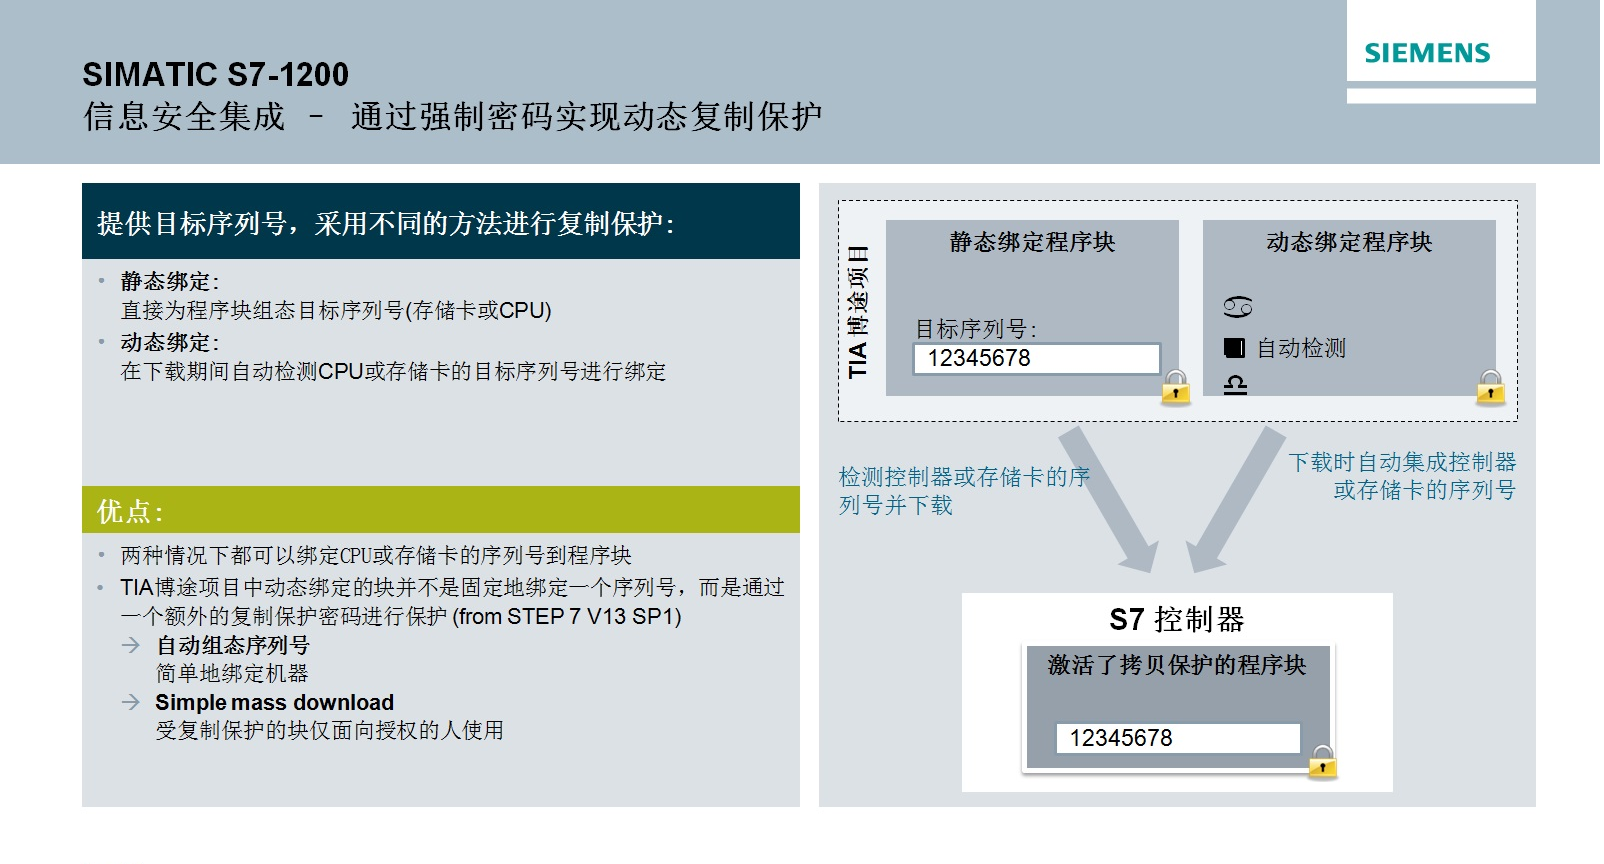 SIEMENS
SIMATIC S7-1200
信息安全集成 – 通过强制密码实现动态复制保护
提供目标序列号，采用不同的方法进行复制保护：
• 静态绑定：
直接为程序块组态目标序列号(存储卡或CPU)
• 动态绑定：
在下载期间自动检测CPU或存储卡的目标序列号进行绑定
优点：
• 两种情况下都可以绑定CPU或存储卡的序列号到程序块
• TIA博途项目中动态绑定的块并不是固定地绑定一个序列号，而是通过
一个额外的复制保护密码进行保护 (from STEP 7 V13 SP1)
→ 自动组态序列号
简单地绑定机器
→ Simple mass download
受复制保护的块仅面向授权的人使用
TIA 博途项目
静态绑定程序块
目标序列号：
12345678
动态绑定程序块
♋
■ 自动检测
♎
检测控制器或存储卡的序
列号并下载
下载时自动集成控制器
或存储卡的序列号
S7 控制器
激活了拷贝保护的程序块
12345678